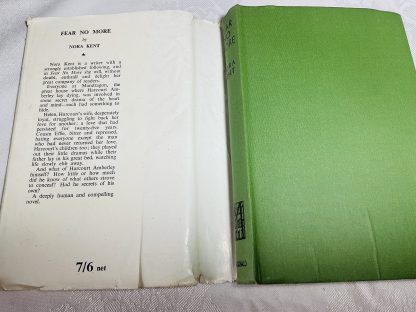 FEAR NO MORE
by
NORA KENT
Nora Kent is a writer with a
strongly established following, and
in Fear No More she will, without
doubt, enthrall and delight her
great company of readers.
Everyone at Mondragon, the
great house where Harcourt Am-
berley lay dying, was involved in
some secret drama of the heart
and mind—each had something to
hide.
Helen, Harcourt's wife, desperately
loyal, struggling to fight back her
love for another; a love that had
persisted for twenty-five years.
Cousin Effie, bitter and repressed,
hating everyone except the man
who had never returned her love.
Harcourt's children too; they played
out their little dramas while their
father lay in his great bed, watching
life slowly ebb away.
And what of Harcourt Amberley
himself? How little or how much
did he know of what others strove
to conceal? Had he secrets of his
own?
A deeply human and compelling
novel.
7/6 net